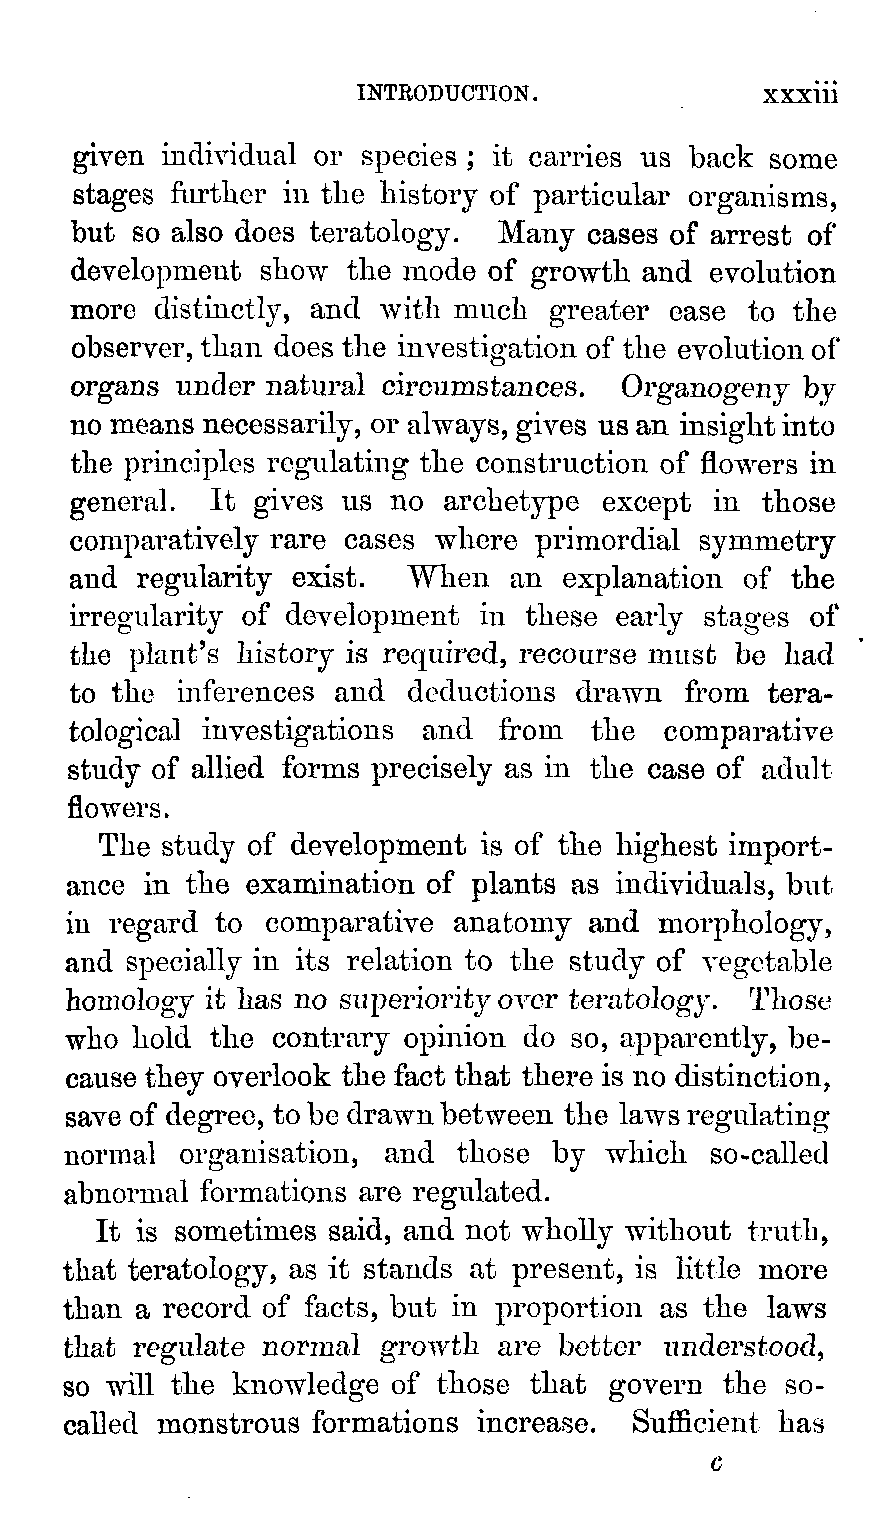 INTRODUCTION. xxxiii
given individual or species ; it carries us back some
stages further in the history of particular organisms,
but so also does teratology. Many cases of arrest of
development show the mode of growth and evolution
more distinctly, and with much greater ease to the
observer, than does the investigation of the evolution of
organs under natural circumstances. Organogeny by
no means necessarily, or always, gives us an insight into
the principles regulating the construction of flowers in
general. It gives us no archetype except in those
comparatively rare cases where primordial symmetry
and regularity exist. When an explanation of the
irregularity of development in these early stages of
the plant's history is required, recourse must be had
to the inferences and deductions drawn from tera-
tological investigations and from the comparative
study of allied forms precisely as in the case of adult
flowers.
The study of development is of the highest import-
ance in the examination of plants as individuals, but
in regard to comparative anatomy and morphology,
and specially in its relation to the study of vegetable
homology it has no superiority over teratology. Those
who hold the contrary opinion do so, apparently, be-
cause they overlook the fact that there is no distinction,
save of degree, to be drawn between the laws regulating
normal organisation, and those by which so-called
abnormal formations are regulated.
It is sometimes said, and not wholly without truth,
that teratology, as it stands at present, is little more
than a record of facts, but in proportion as the laws
that regulate normal growth are better understood,
so will the knowledge of those that govern the so-
called monstrous formations increase. Sufficient has
c